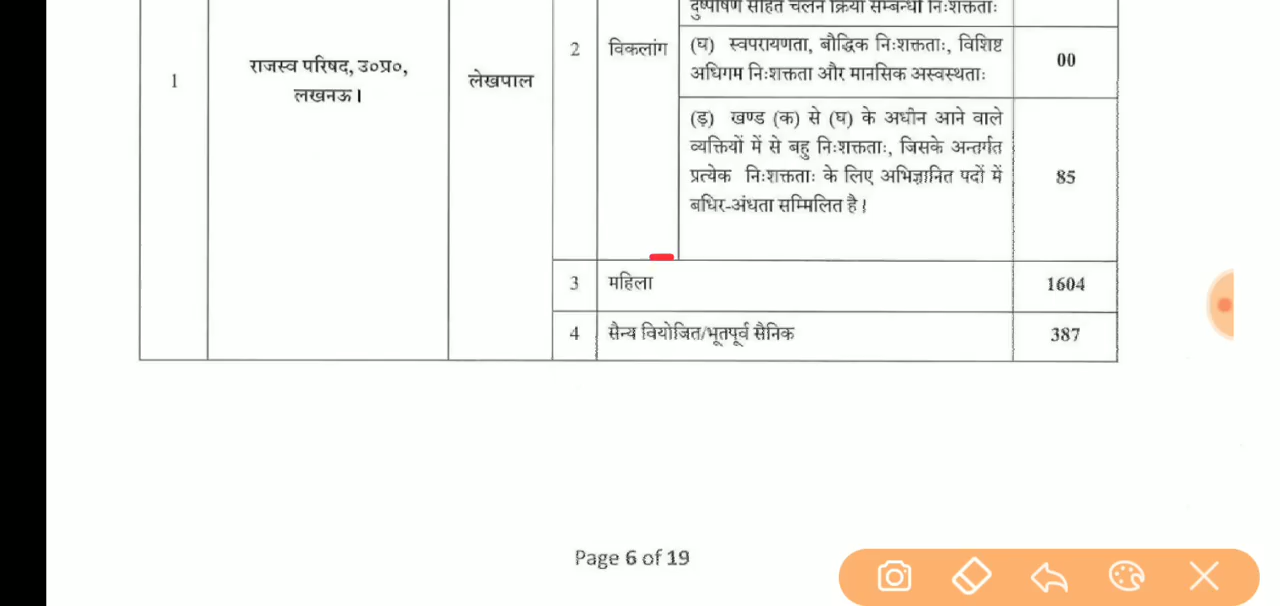 दुष्पोषण सहित चलन क्रिया सम्बन्धी निःशक्तताः
2 विकलांग (घ) स्वपरायणता, बौद्धिक निःशक्तताः, विशिष्ट
अधिगम निःशक्तता और मानसिक अस्वस्थताः 00
1 राजस्व परिषद, उ०प्र०,
लखनऊ। लेखपाल
(ड़) खण्ड (क) से (घ) के अधीन आने वाले
व्यक्तियों में से बहु निःशक्तताः, जिसके अन्तर्गत
प्रत्येक निःशक्तताः के लिए अभिज्ञानित पदों में 85
बधिर-अंधता सम्मिलित है।
3 महिला 1604
4 सैन्य वियोजित/भूतपूर्व सैनिक 387
Page 6 of 19